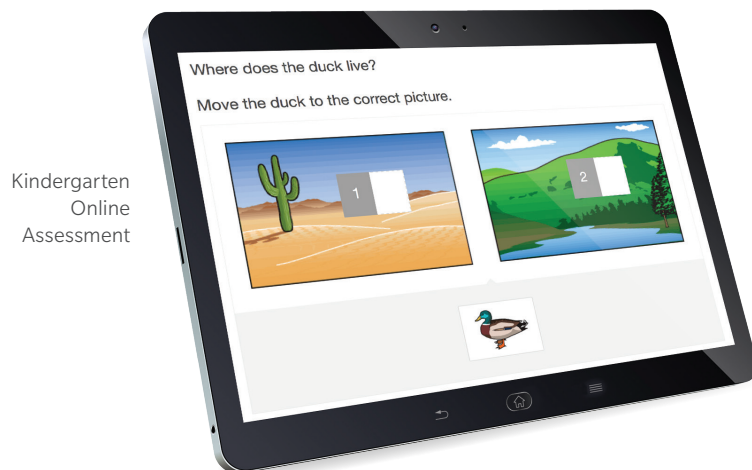 Kindergarten
Online
Assessment
Where does the duck live?
Move the duck to the correct picture.
1
2